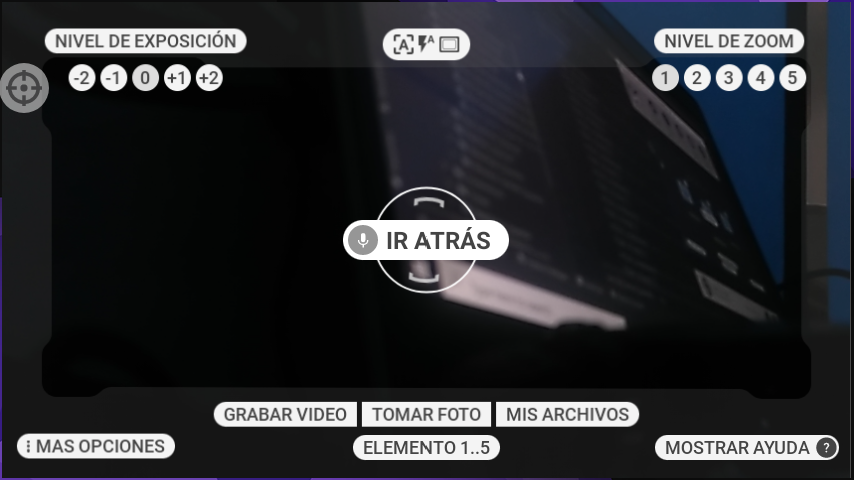 NIVEL DE EXPOSICIÓN
A
A
NIVEL DE ZOOM
-2 -1 0 +1 +2
1 2 3 4 5
IR ATRÁS
GRABAR VIDEO TOMAR FOTO MIS ARCHIVOS
MAS OPCIONES
ELEMENTO 1..5
MOSTRAR AYUDA ?